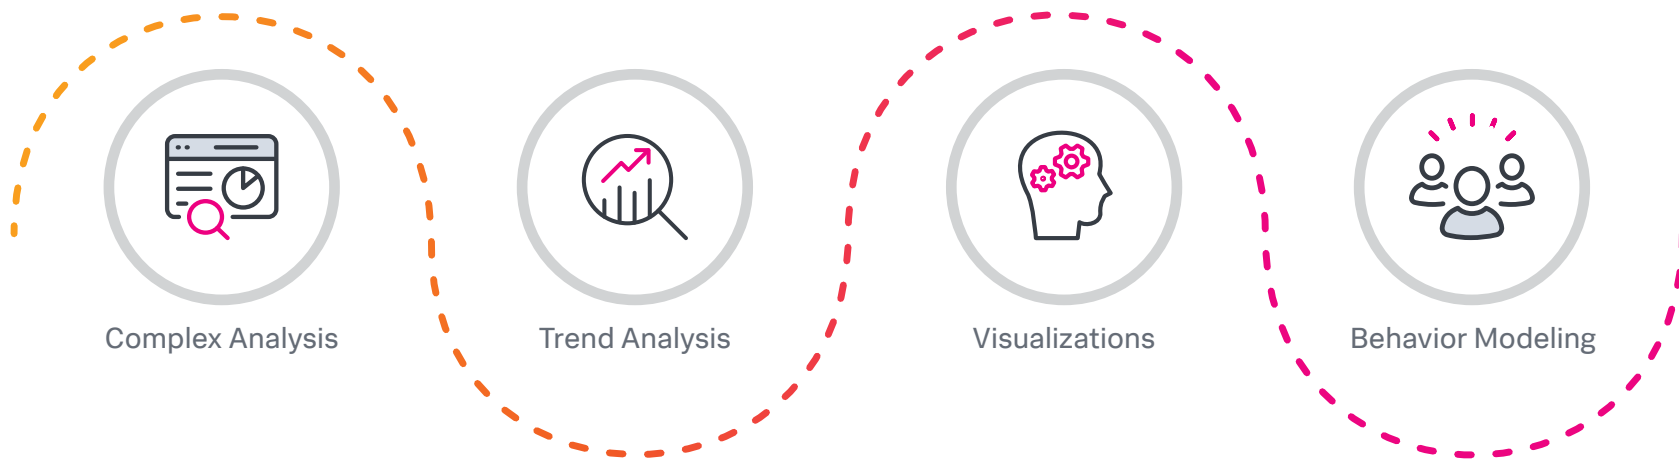 Complex Analysis
Trend Analysis
Visualizations
Behavior Modeling